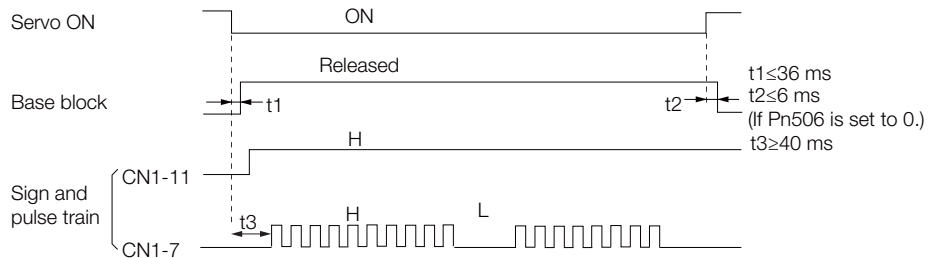 Servo ON
ON
Released
Base block
t1
t2
t1≤36 ms
t2≤6 ms
(If Pn506 is set to 0.)
t3≥40 ms
H
Sign and
pulse train
CN1-11
t3
H
L
CN1-7